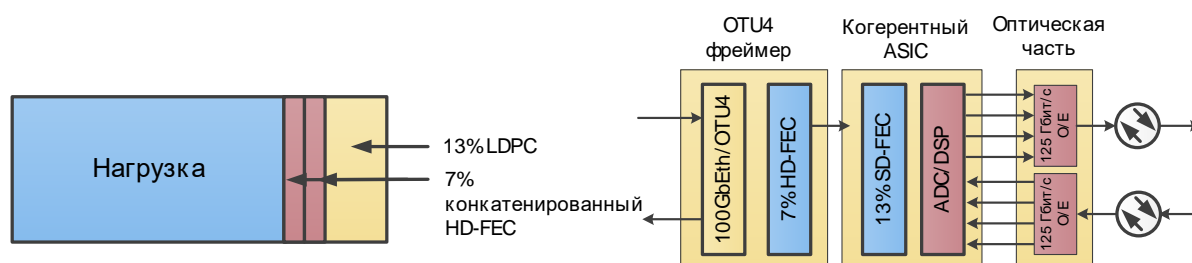 Нагрузка
13% LDPC
7%
конкатенированный
HD-FEC
OTU4
фреймер
Когерентный
ASIC
Оптическая
часть
100GbEth/OTU4
7% HD-FEC
13% SD-FEC
ADC/DSP
125 Гбит/с
O/E
125 Гбит/с
O/E